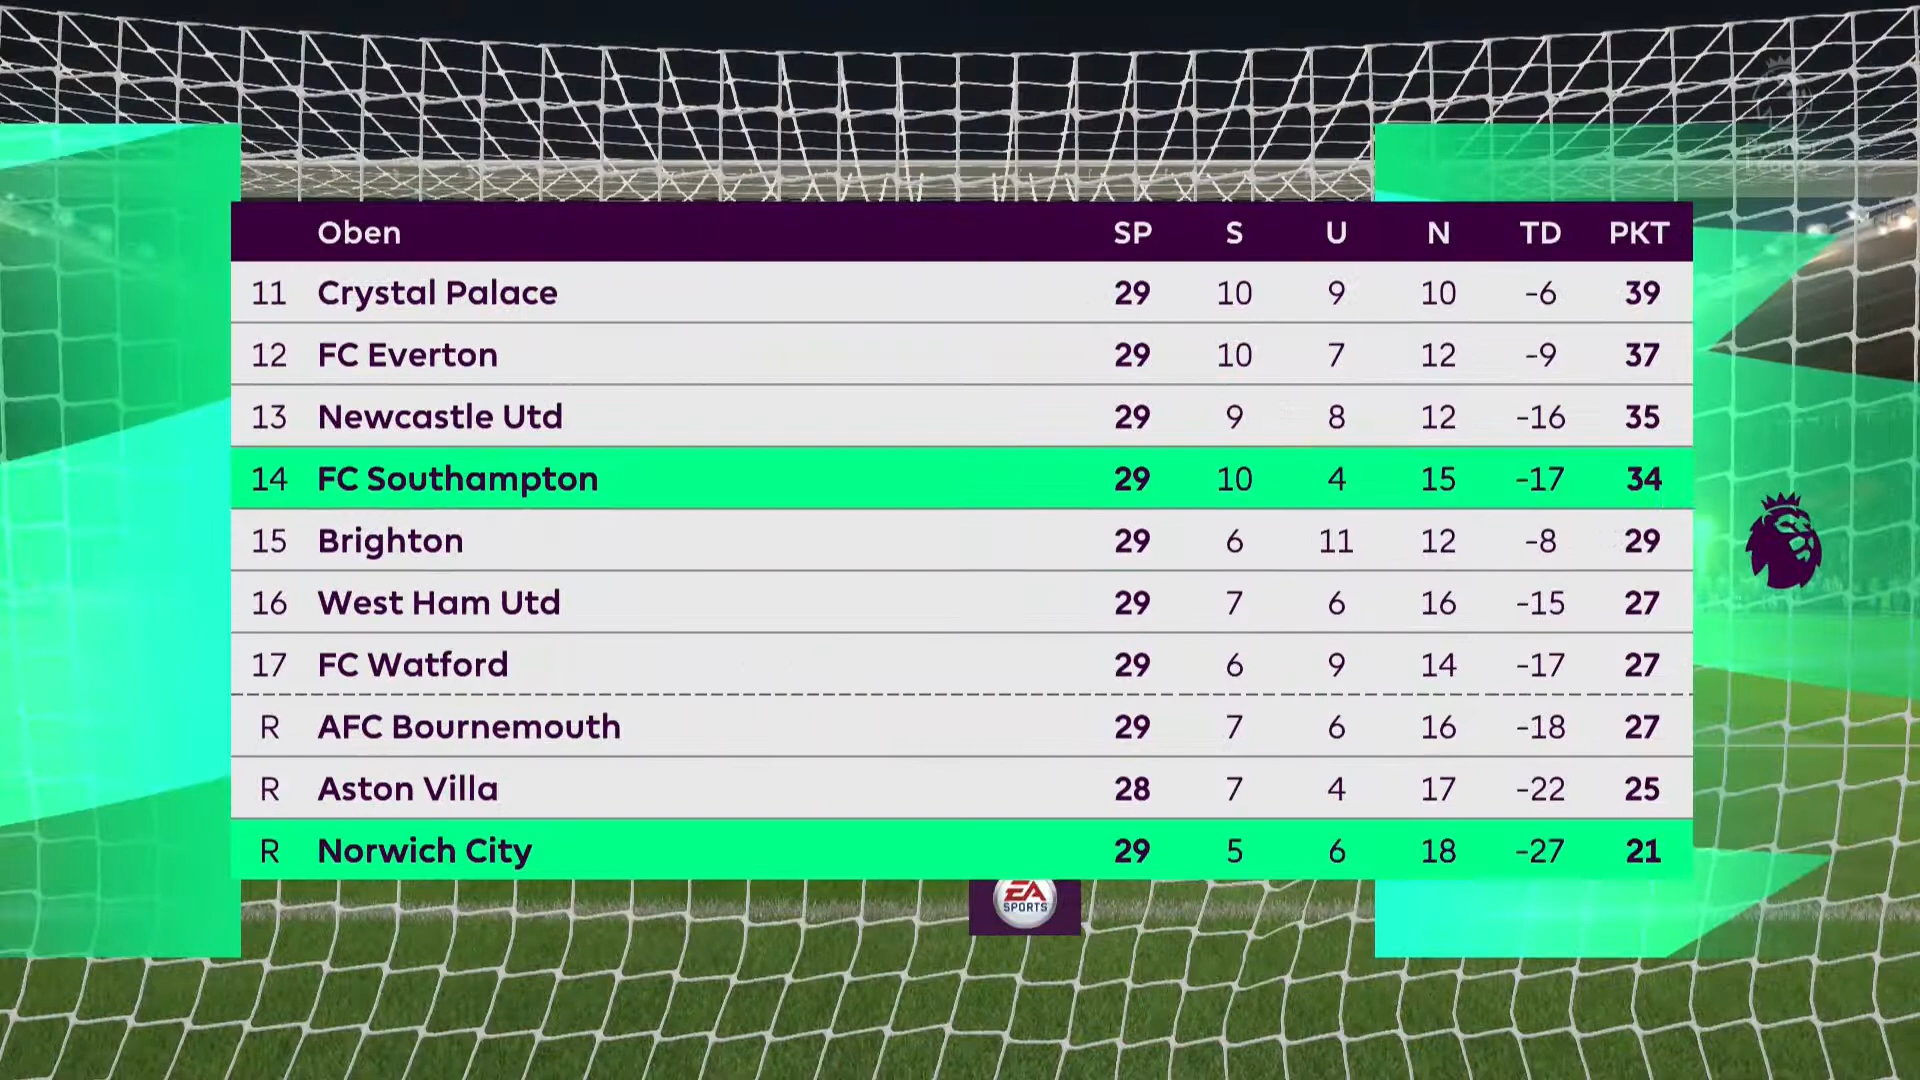 Oben SP S U N TD PKT
11 Crystal Palace 29 10 9 10 -6 39
12 FC Everton 29 10 7 12 -9 37
13 Newcastle Utd 29 9 8 12 -16 35
14 FC Southampton 29 10 4 15 -17 34
15 Brighton 29 6 11 12 -8 29
16 West Ham Utd 29 7 6 16 -15 27
17 FC Watford 29 6 9 14 -17 27
R AFC Bournemouth 29 7 6 16 -18 27
R Aston Villa 28 7 4 17 -22 25
R Norwich City 29 5 6 18 -27 21
EA
SPORTS